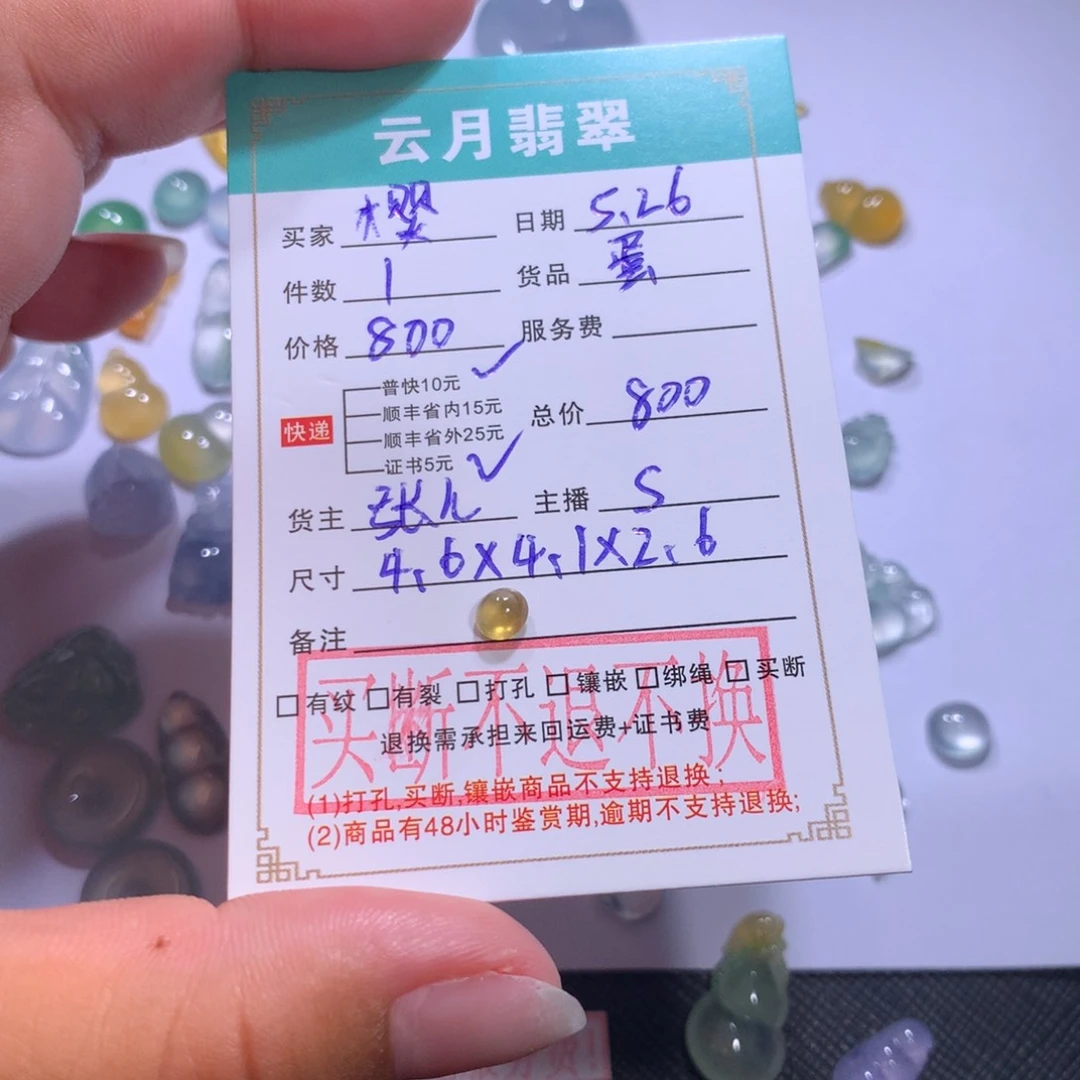 云月翡翠
买家 樱 日期 5.26
件数 1 货品 蛋
价格 800 服务费
普快10元 ✓
顺丰省内15元
快递 总价 800
顺丰省外25元
证书5元 ✓
货主 张儿 主播 S
尺寸 4.6×4.1×2.6
备注
买断不退不换
□有纹 □有裂 □打孔 □镶嵌 □绑绳 □买断
退换需承担来回运费+证书费
(1)打孔,买断,镶嵌商品不支持退换;
(2)商品有48小时鉴赏期,逾期不支持退换;